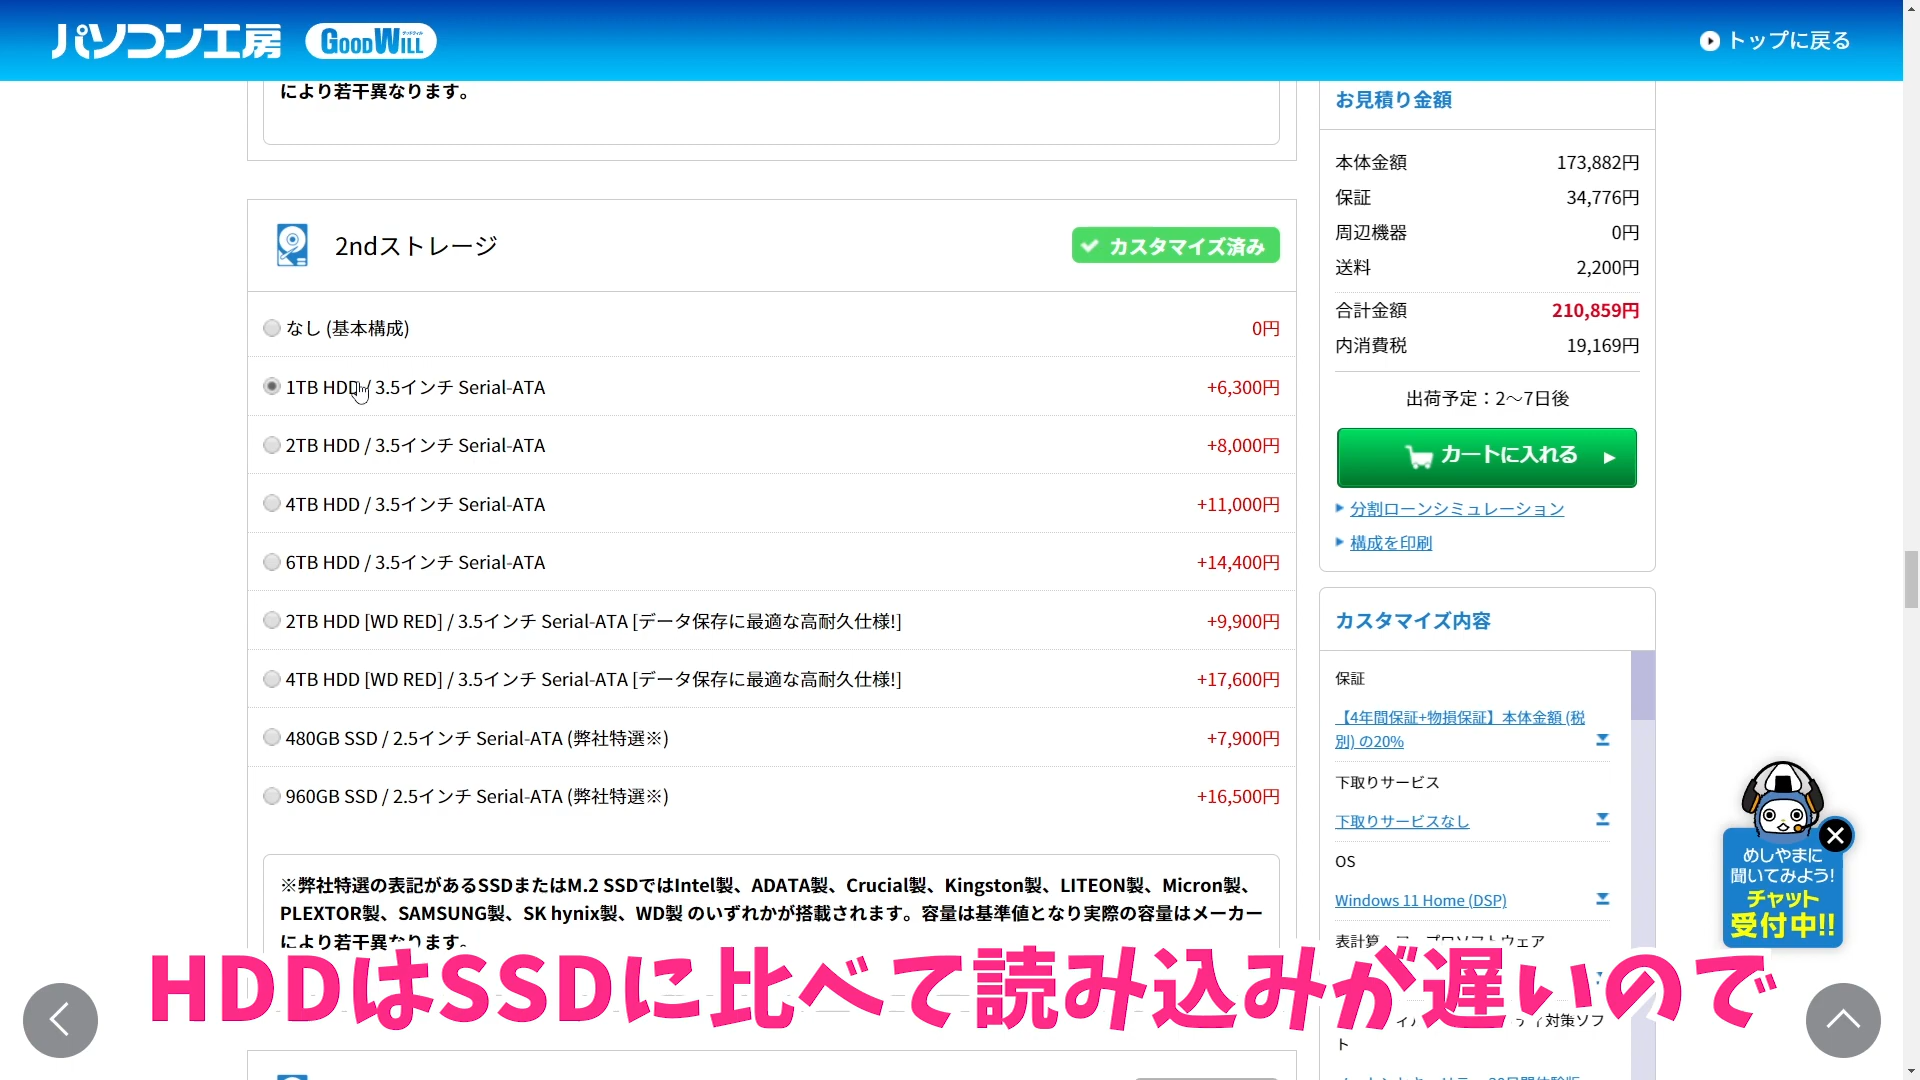 パソコン工房 GOODWILL
トップに戻る
により若干異なります。
2ndストレージ
カスタマイズ済み
なし (基本構成) 0円
1TB HDD / 3.5インチ Serial-ATA +6,300円
2TB HDD / 3.5インチ Serial-ATA +8,000円
4TB HDD / 3.5インチ Serial-ATA +11,000円
6TB HDD / 3.5インチ Serial-ATA +14,400円
2TB HDD [WD RED] / 3.5インチ Serial-ATA [データ保存に最適な高耐久仕様!] +9,900円
4TB HDD [WD RED] / 3.5インチ Serial-ATA [データ保存に最適な高耐久仕様!] +17,600円
480GB SSD / 2.5インチ Serial-ATA (弊社特選※) +7,900円
960GB SSD / 2.5インチ Serial-ATA (弊社特選※) +16,500円
※弊社特選の表記があるSSDまたはM.2 SSDではIntel製、ADATA製、Crucial製、Kingston製、LITEON製、Micron製、
PLEXTOR製、SAMSUNG製、SK hynix製、WD製 のいずれかが搭載されます。容量は基準値となり実際の容量はメーカー
により若干異なります。
お見積り金額
本体金額 173,882円
保証 34,776円
周辺機器 0円
送料 2,200円
合計金額 210,859円
内消費税 19,169円
出荷予定：2～7日後
カートに入れる
分割ローンシミュレーション
構成を印刷
カスタマイズ内容
保証
【4年間保証+物損保証】本体金額 (税
別) の20%
下取りサービス
下取りサービスなし
OS
Windows 11 Home (DSP)
表計算
対策ソフ
ト
めしやまに
聞いてみよう!
チャット
受付中!!
HDDはSSDに比べて読み込みが遅いので